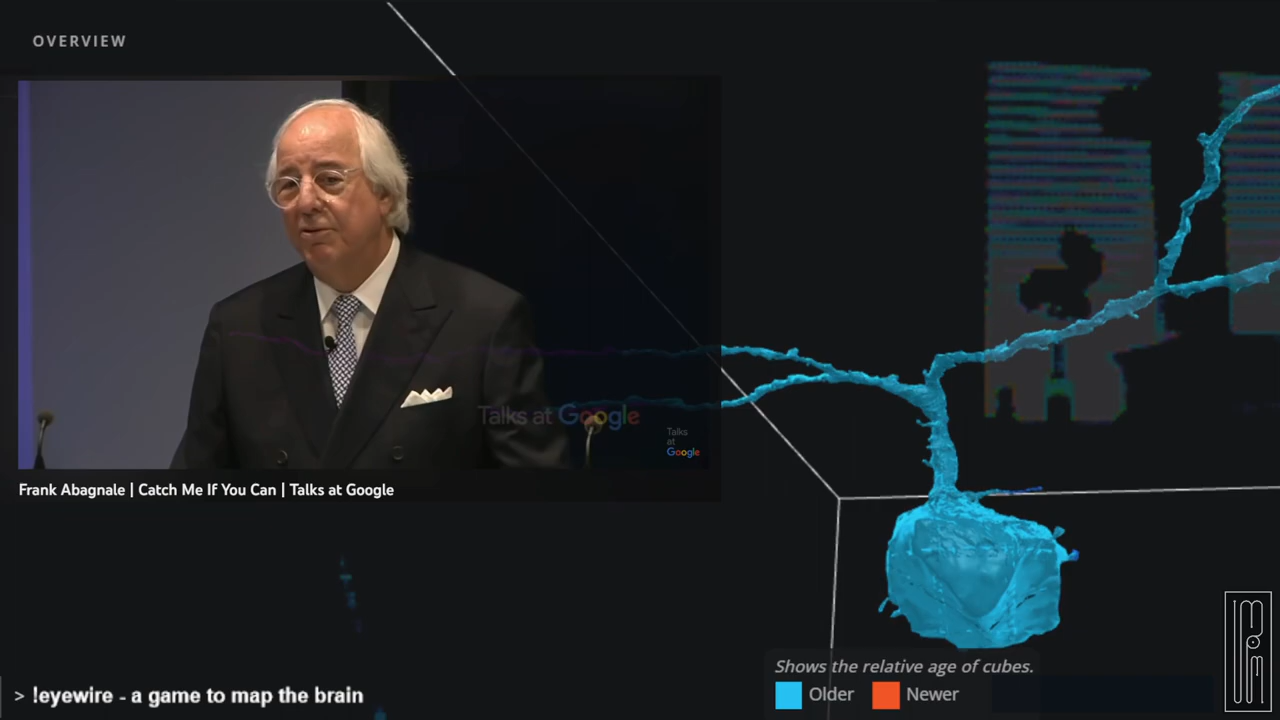 OVERVIEW
Talks at Google
Talks
at
Google
Frank Abagnale | Catch Me If You Can | Talks at Google
Shows the relative age of cubes.
Older
Newer
> !eyewire - a game to map the brain